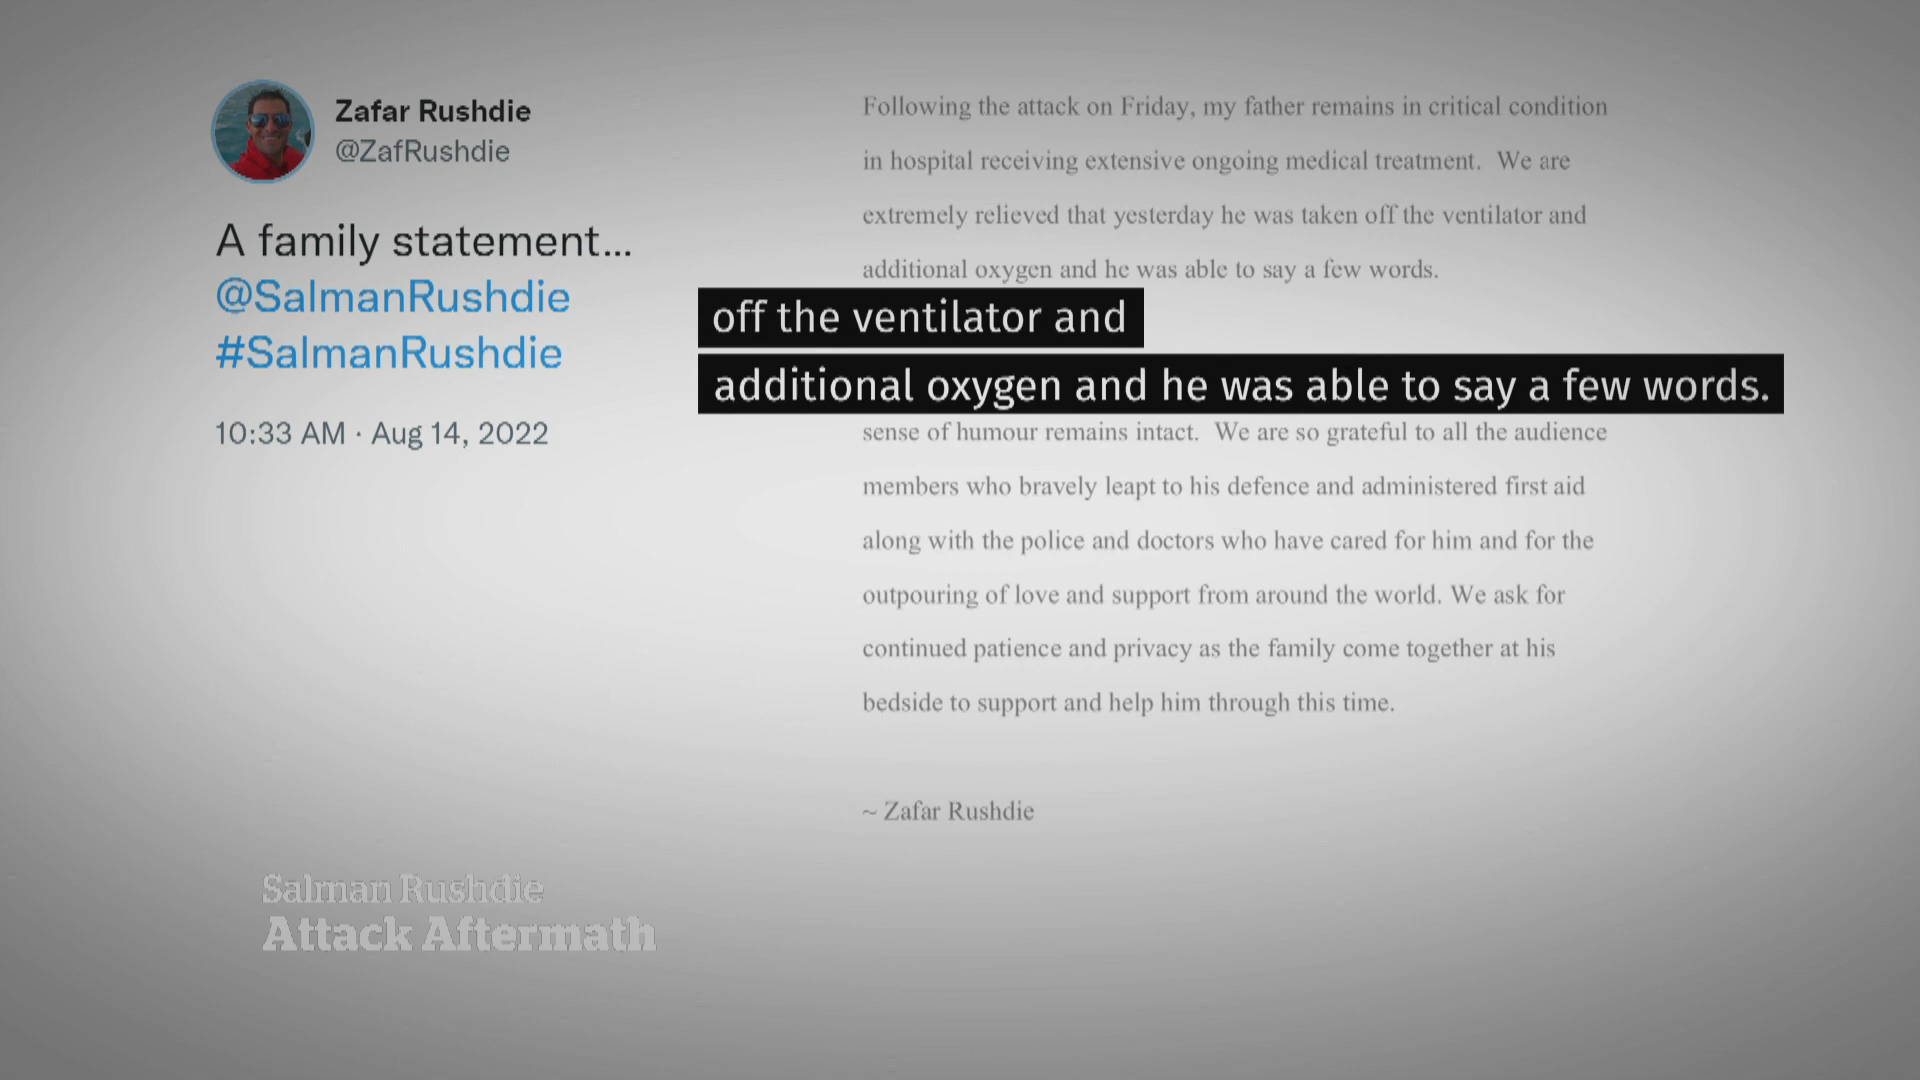 Zafar Rushdie
@ZafRushdie
A family statement...
@SalmanRushdie
#SalmanRushdie
10:33 AM · Aug 14, 2022
Following the attack on Friday, my father remains in critical condition
in hospital receiving extensive ongoing medical treatment.  We are
extremely relieved that yesterday he was taken off the ventilator and
additional oxygen and he was able to say a few words.
off the ventilator and
additional oxygen and he was able to say a few words.
sense of humour remains intact.  We are so grateful to all the audience
members who bravely leapt to his defence and administered first aid
along with the police and doctors who have cared for him and for the
outpouring of love and support from around the world. We ask for
continued patience and privacy as the family come together at his
bedside to support and help him through this time.
~ Zafar Rushdie
Salman Rushdie
Attack Aftermath